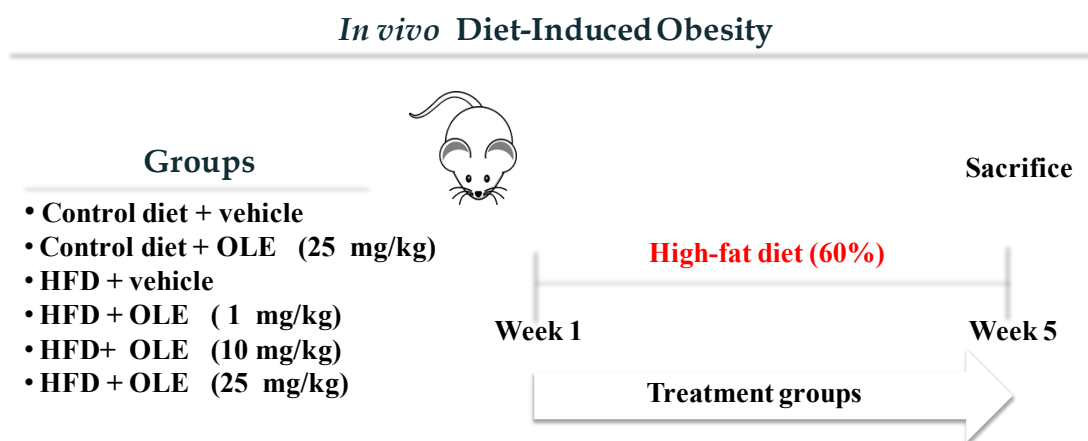 In vivo Diet-Induced Obesity
Groups
• Control diet + vehicle
• Control diet + OLE (25 mg/kg)
• HFD + vehicle
• HFD + OLE ( 1 mg/kg)
• HFD+ OLE (10 mg/kg)
• HFD + OLE (25 mg/kg)
Sacrifice
High-fat diet (60%)
Week 1
Week 5
Treatment groups